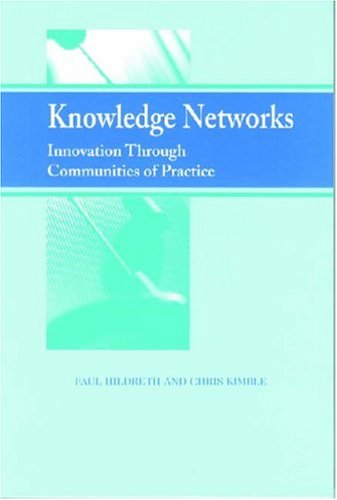 Knowledge Networks
Innovation Through
Communities of Practice
PAUL HILDRETH AND CHRIS KIMBLE